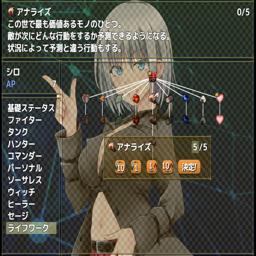 アナライズ 0/5
この世で最も価値あるモノのひとつ。
敵が次にどんな行動をするか予測できるようになる。
状況によって予測と違う行動もする。
シロ
AP
基礎ステータス
ファイター
タンク
ハンター
コマンダー
パーソナル
ソーサレス
ウィッチ
ヒーラー
セージ
ライフワーク
アナライズ 5/5
10 1 決定!